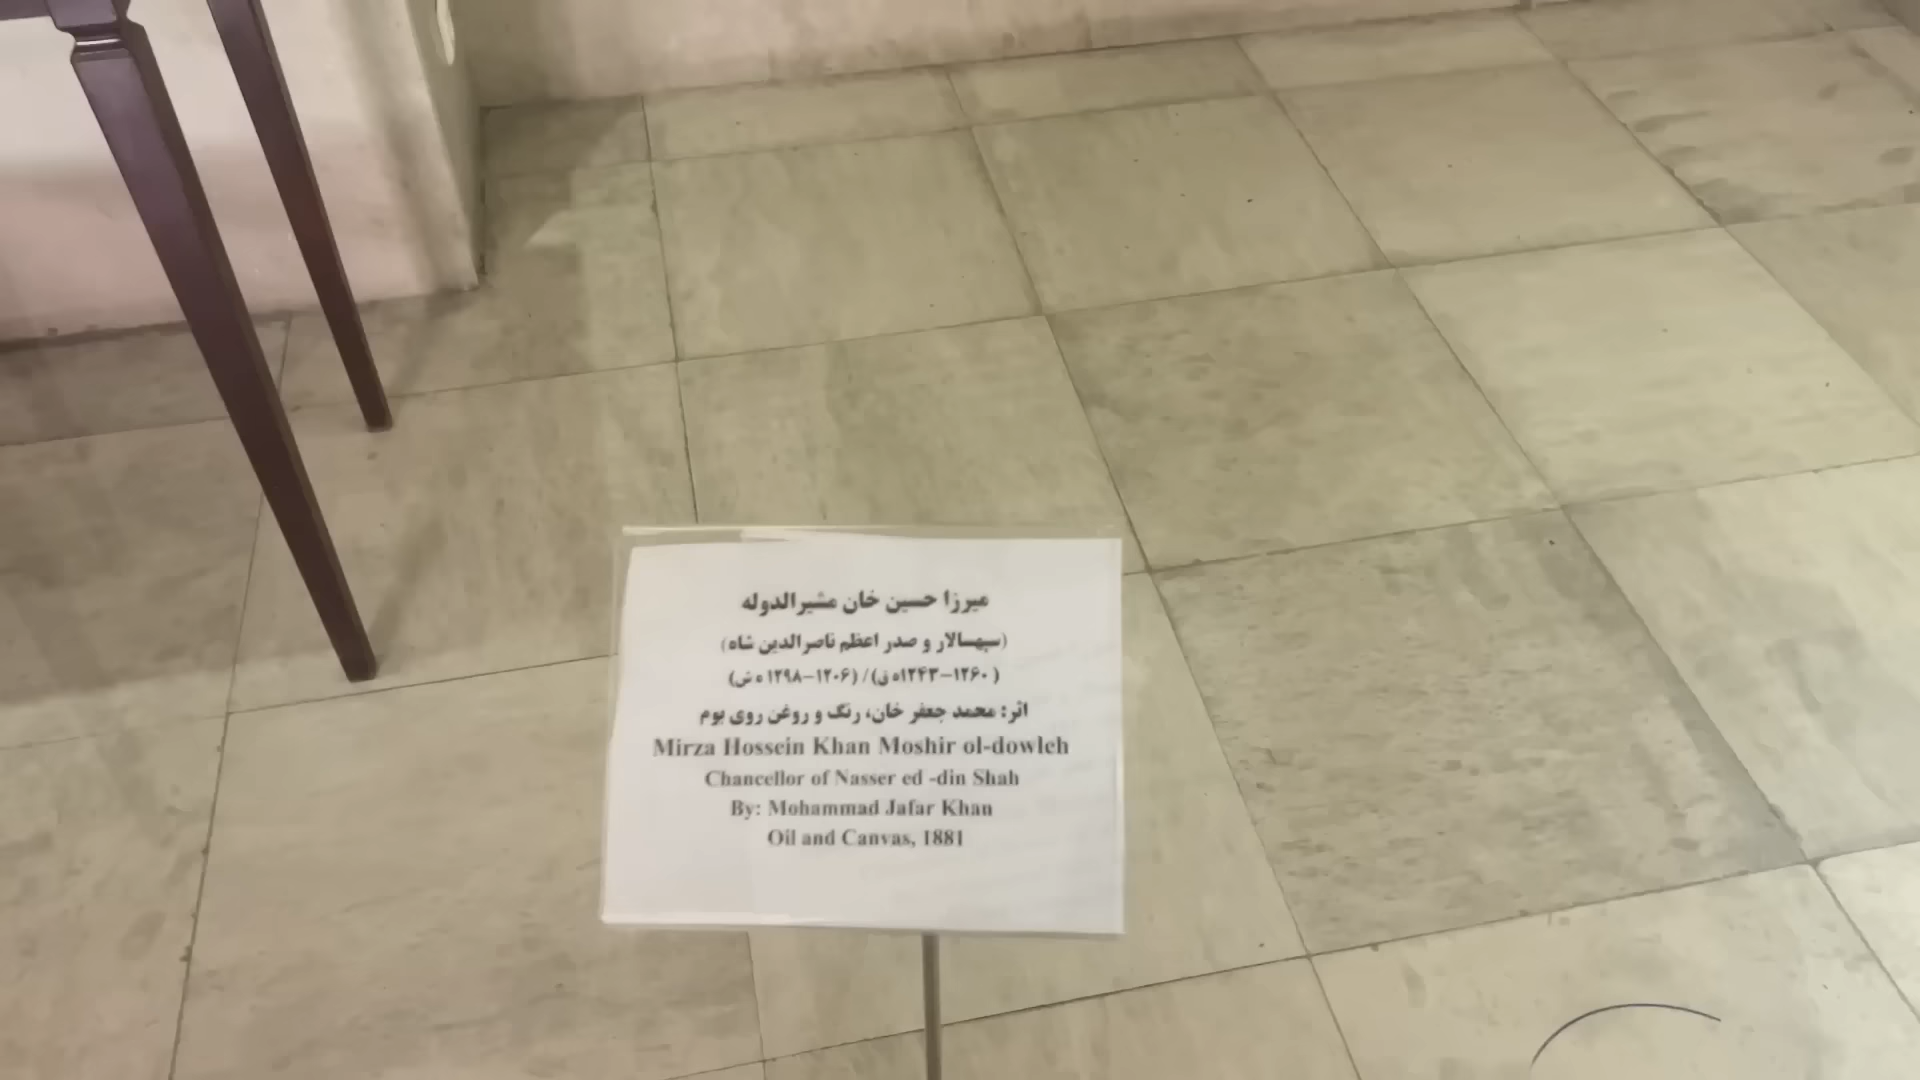 میرزا حسین خان مشیرالدوله
(سپهسالار و صدر اعظم ناصرالدین شاه)
(۱۲۶۰–۱۲۴۳ه ق)/ (۱۲۰۶–۱۲۹۸ ه ش)
اثر: محمد جعفر خان، رنگ و روغن روی بوم
Mirza Hossein Khan Moshir ol-dowleh
Chancellor of Nasser ed -din Shah
By: Mohammad Jafar Khan
Oil and Canvas, 1881